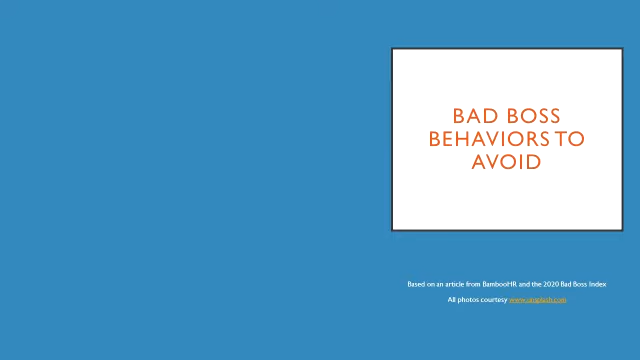 BAD BOSS
BEHAVIORS TO
AVOID
Based on an article from BambooHR and the 2020 Bad Boss Index
All photos courtesy www.unsplash.com